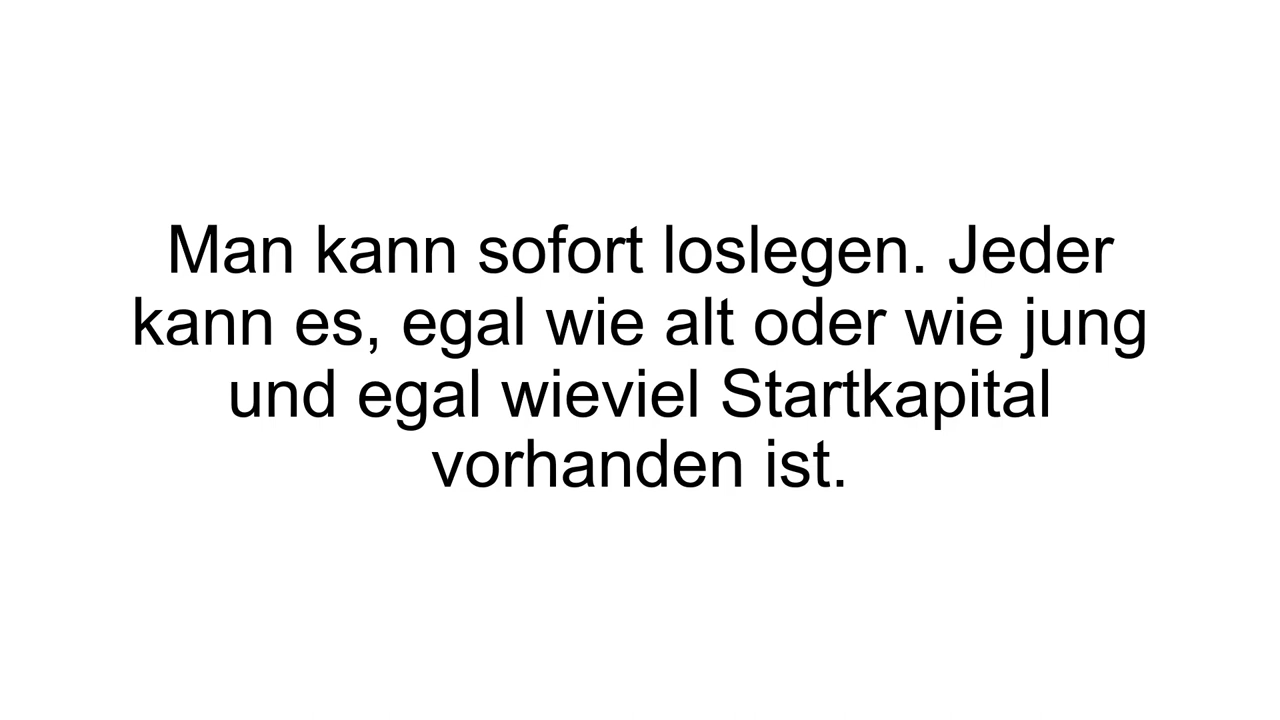 Man kann sofort loslegen. Jeder
kann es, egal wie alt oder wie jung
und egal wieviel Startkapital
vorhanden ist.